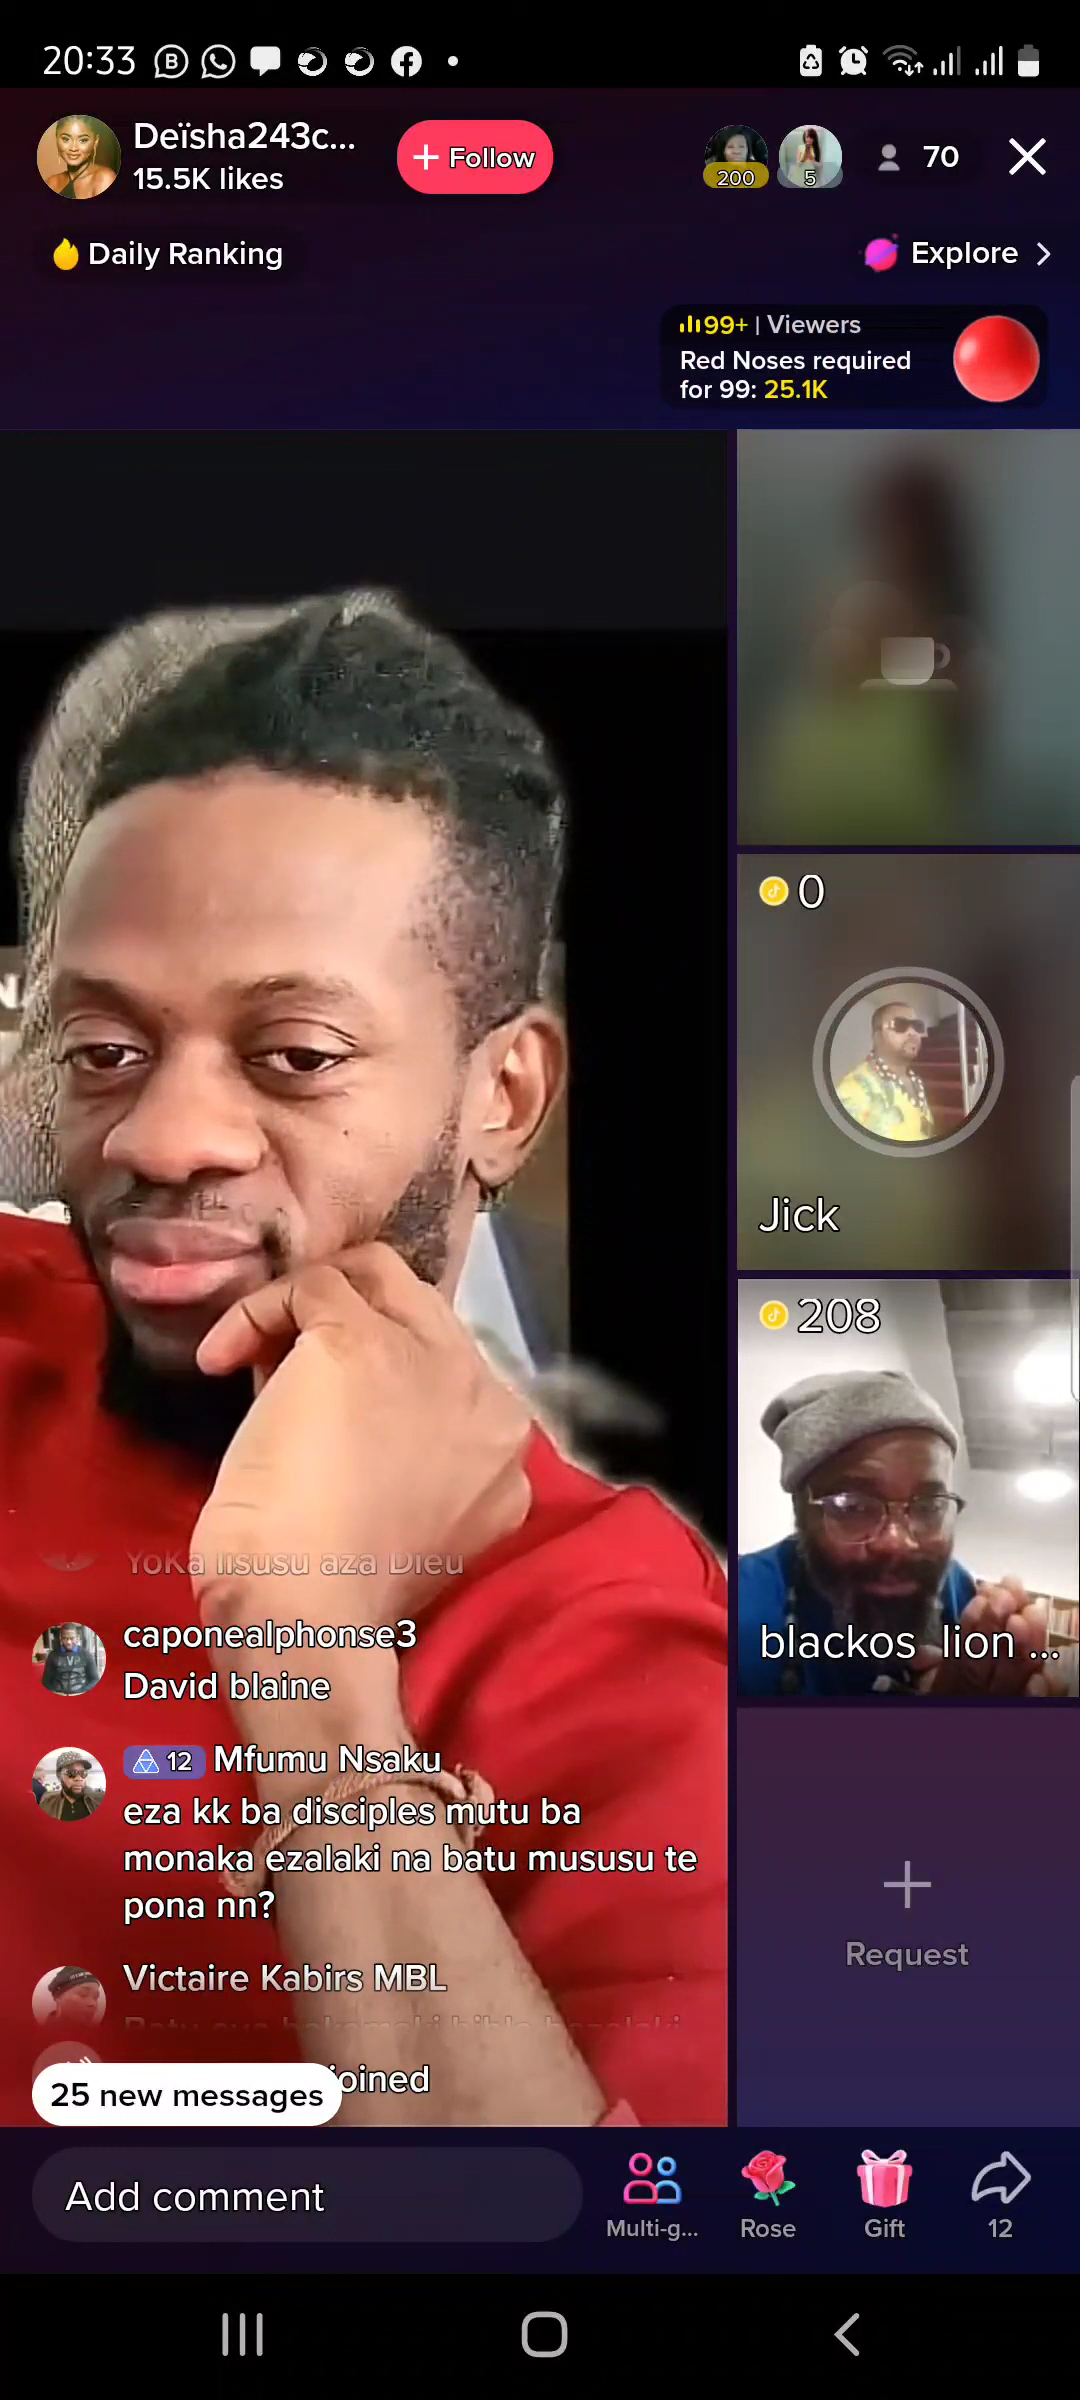 20:33
Deïsha243c...
15.5K likes
+ Follow
200
5
70
Daily Ranking
Explore
99+ | Viewers
Red Noses required
for 99: 25.1K
0
Jick
208
blackos lion ...
Request
YoKa lisusu aza Dieu
caponealphonse3
David blaine
12 Mfumu Nsaku
eza kk ba disciples mutu ba
monaka ezalaki na batu mususu te
pona nn?
Victaire Kabirs MBL
joined
25 new messages
Add comment
Multi-g...
Rose
Gift
12